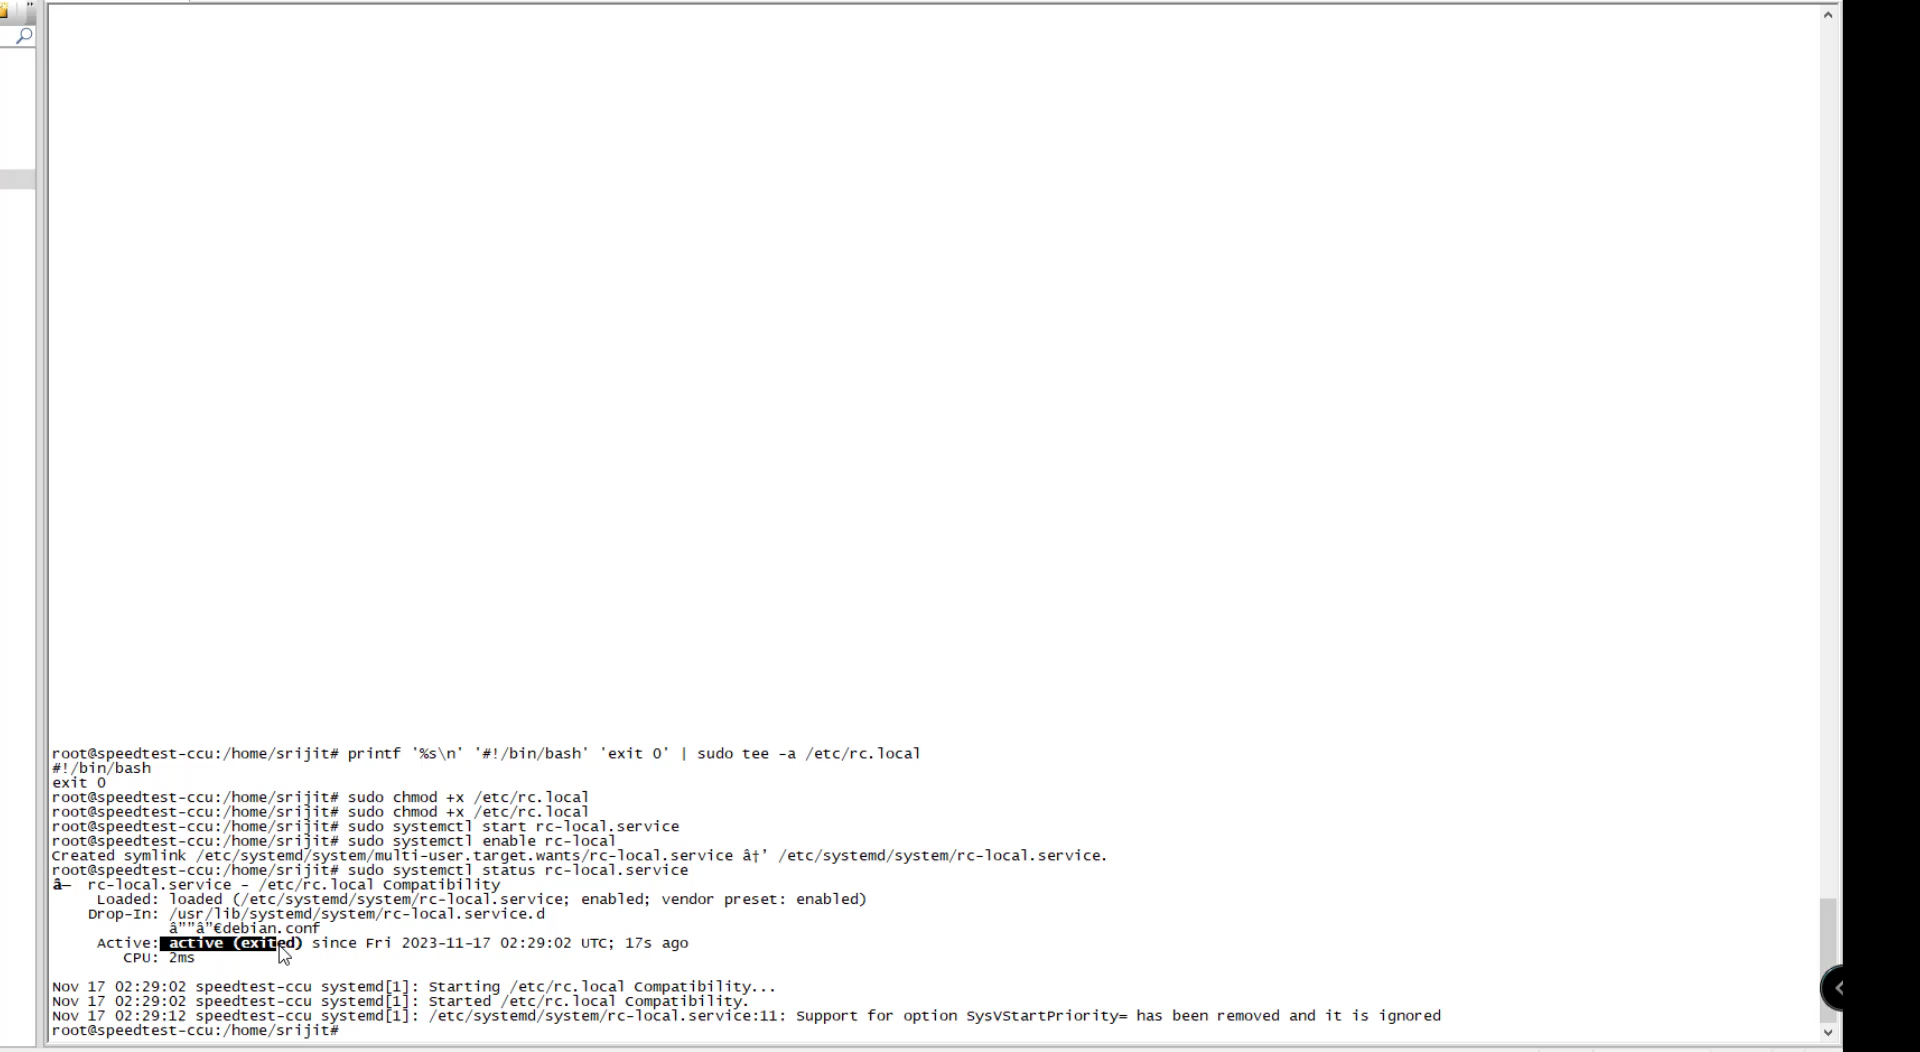 root@speedtest-ccu:/home/srijit# printf '%s\n' '#!/bin/bash' 'exit 0' | sudo tee -a /etc/rc.local
#!/bin/bash
exit 0
root@speedtest-ccu:/home/srijit# sudo chmod +x /etc/rc.local
root@speedtest-ccu:/home/srijit# sudo chmod +x /etc/rc.local
root@speedtest-ccu:/home/srijit# sudo systemctl start rc-local.service
root@speedtest-ccu:/home/srijit# sudo systemctl enable rc-local
Created symlink /etc/systemd/system/multi-user.target.wants/rc-local.service â†’ /etc/systemd/system/rc-local.service.
root@speedtest-ccu:/home/srijit# sudo systemctl status rc-local.service
â— rc-local.service - /etc/rc.local Compatibility
Loaded: loaded (/etc/systemd/system/rc-local.service; enabled; vendor preset: enabled)
Drop-In: /usr/lib/systemd/system/rc-local.service.d
â""â"€debian.conf
Active: active (exited) since Fri 2023-11-17 02:29:02 UTC; 17s ago
CPU: 2ms
Nov 17 02:29:02 speedtest-ccu systemd[1]: Starting /etc/rc.local Compatibility...
Nov 17 02:29:02 speedtest-ccu systemd[1]: Started /etc/rc.local Compatibility.
Nov 17 02:29:12 speedtest-ccu systemd[1]: /etc/systemd/system/rc-local.service:11: Support for option SysVStartPriority= has been removed and it is ignored
root@speedtest-ccu:/home/srijit#